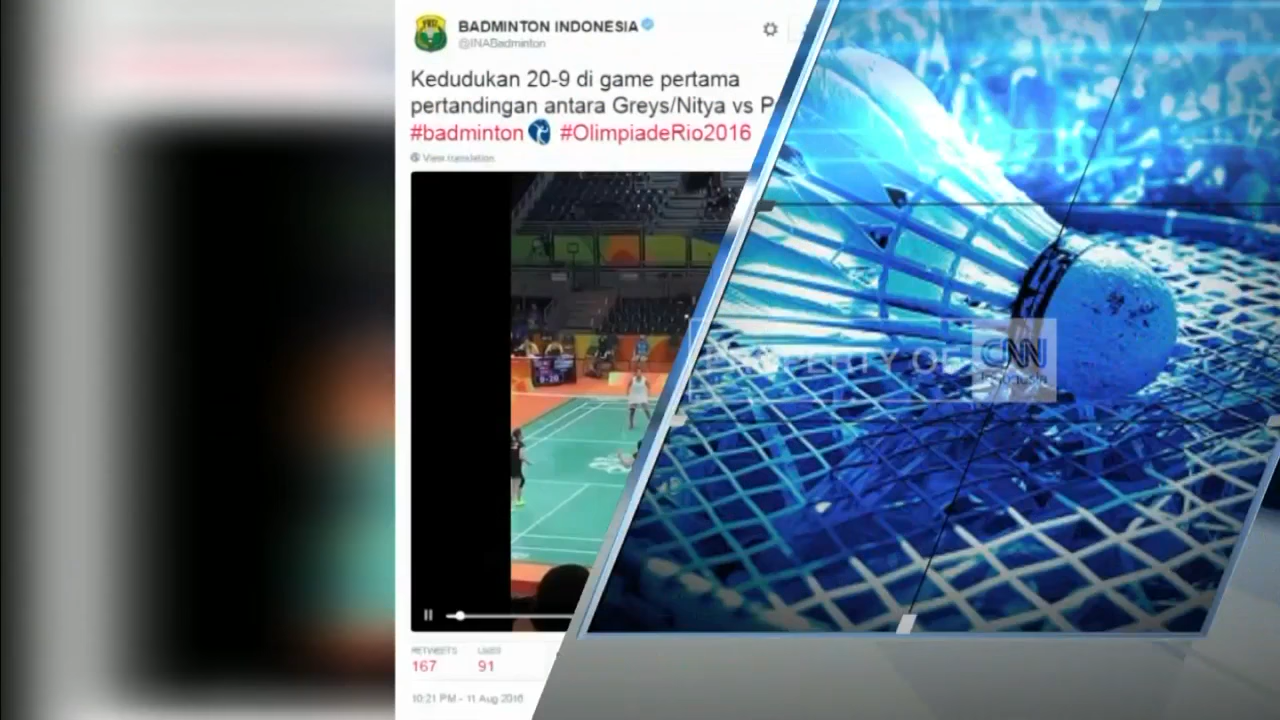 BADMINTON INDONESIA
@INABadminton
Kedudukan 20-9 di game pertama
pertandingan antara Greys/Nitya vs P
#badminton #OlimpiadeRio2016
View translation
RETWEETS LIKES
167 91
10:21 PM - 11 Aug 2016
PROPERTY OF CNN
Indonesia